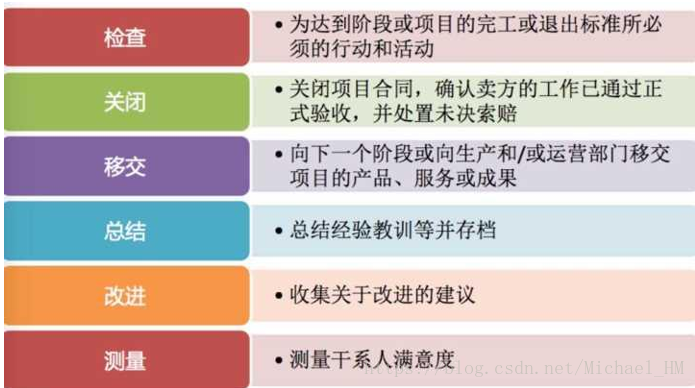 检查
• 为达到阶段或项目的完工或退出标准所必
须的行动和活动
关闭
• 关闭项目合同，确认卖方的工作已通过正
式验收，并处置未决索赔
移交
• 向下一个阶段或向生产和/或运营部门移交
项目的产品、服务或成果
总结
• 总结经验教训等并存档
改进
• 收集关于改进的建议
测量
• 测量干系人满意度
https://blog.csdn.net/Michael_HM